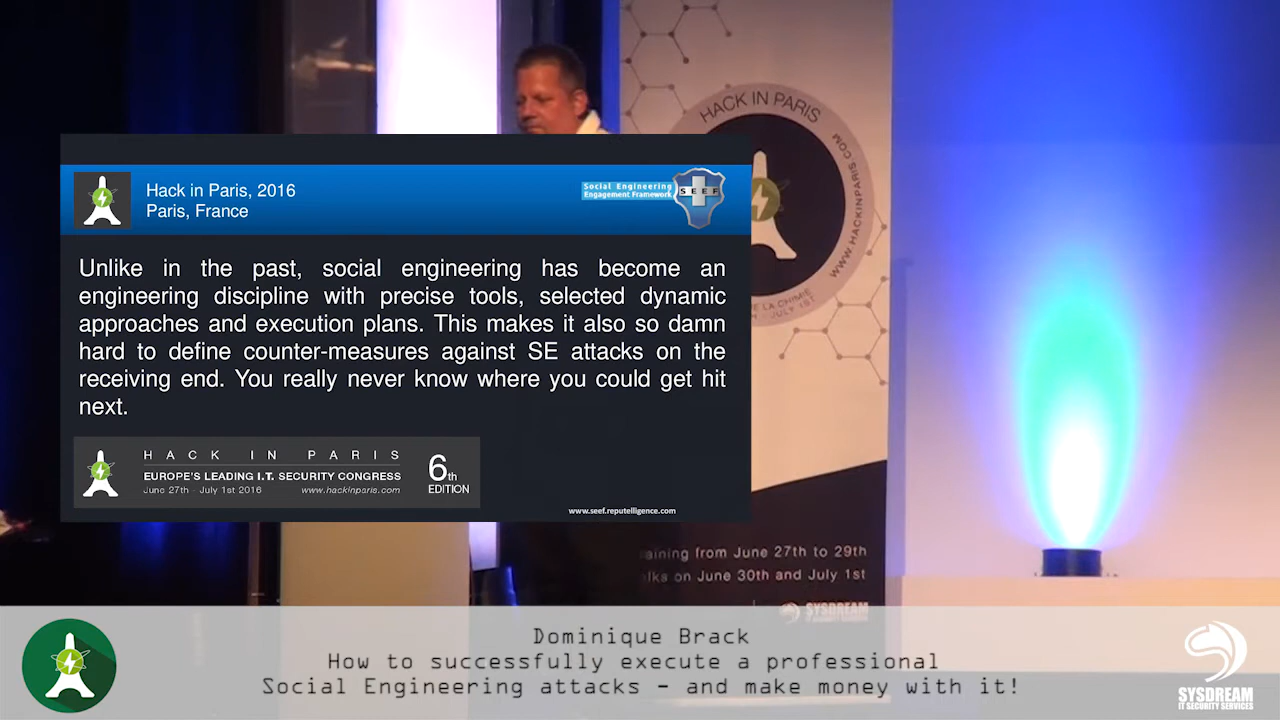 HACK IN PARIS
WWW.HACKINPARIS.COM
Hack in Paris, 2016
Paris, France
Social Engineering
Engagement Framework
SEEF
Unlike in the past, social engineering has become an
engineering discipline with precise tools, selected dynamic
approaches and execution plans. This makes it also so damn
hard to define counter-measures against SE attacks on the
receiving end. You really never know where you could get hit
next.
HACK IN PARIS
EUROPE'S LEADING I.T. SECURITY CONGRESS
June 27th - July 1st 2016 www.hackinparis.com
6th
EDITION
www.seef.reputelligence.com
LA CHIMIE
JULY 1ST
from June 27th to 29th
on June 30th and July 1st
SYSDREAM
Dominique Brack
How to successfully execute a professional
Social Engineering attacks - and make money with it!
SYSDREAM
IT SECURITY SERVICES